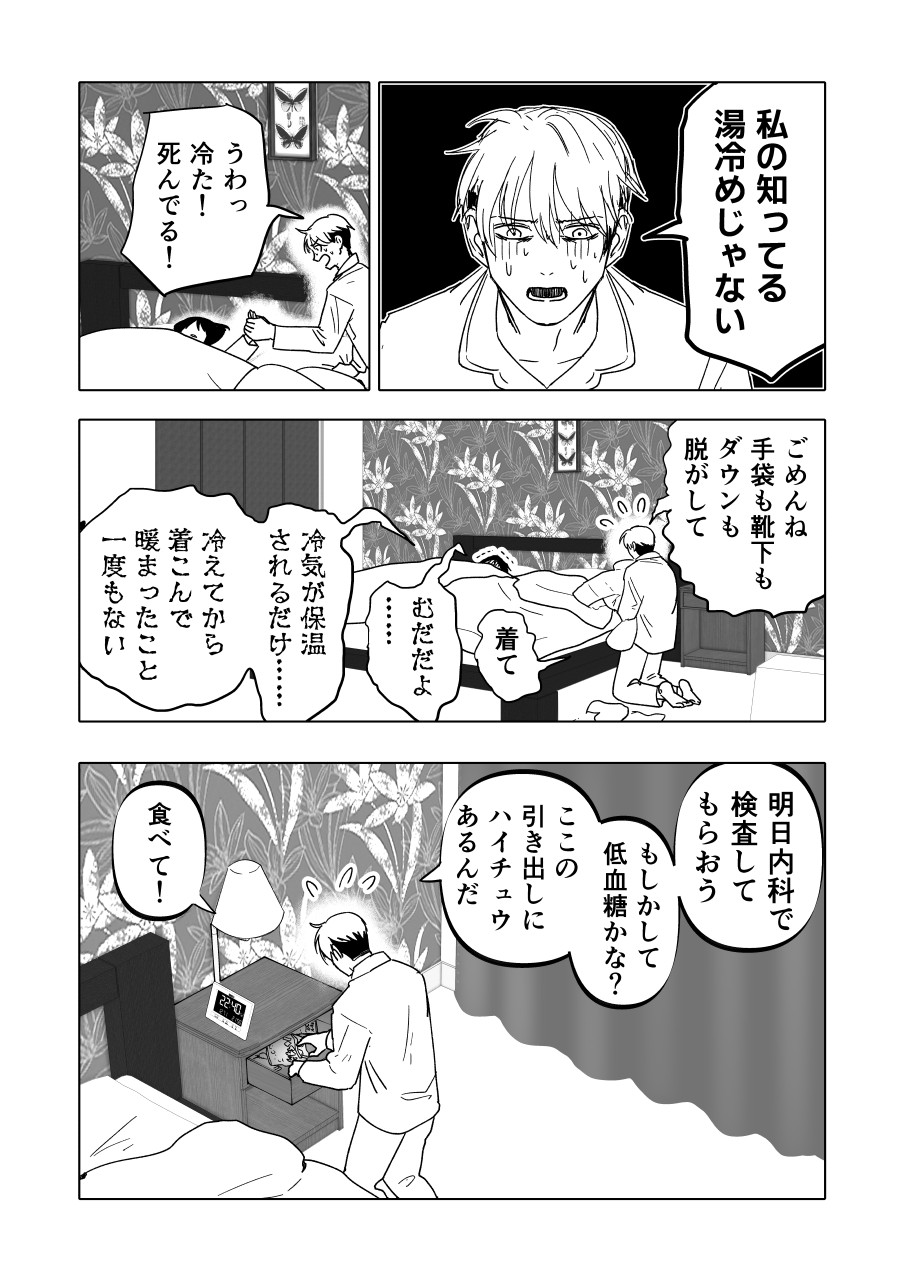 私の知ってる
湯冷めじゃない
うわっ
冷た！
死んでる！
ごめんね
手袋も靴下も
ダウンも
脱がして
着て
むだだよ
……
冷気が保温
されるだけ……
冷えてから
着こんで
暖まったこと
一度もない
明日内科で
検査して
もらおう
もしかして
低血糖かな？
ここの
引き出しに
ハイチュウ
あるんだ
食べて！
22:40